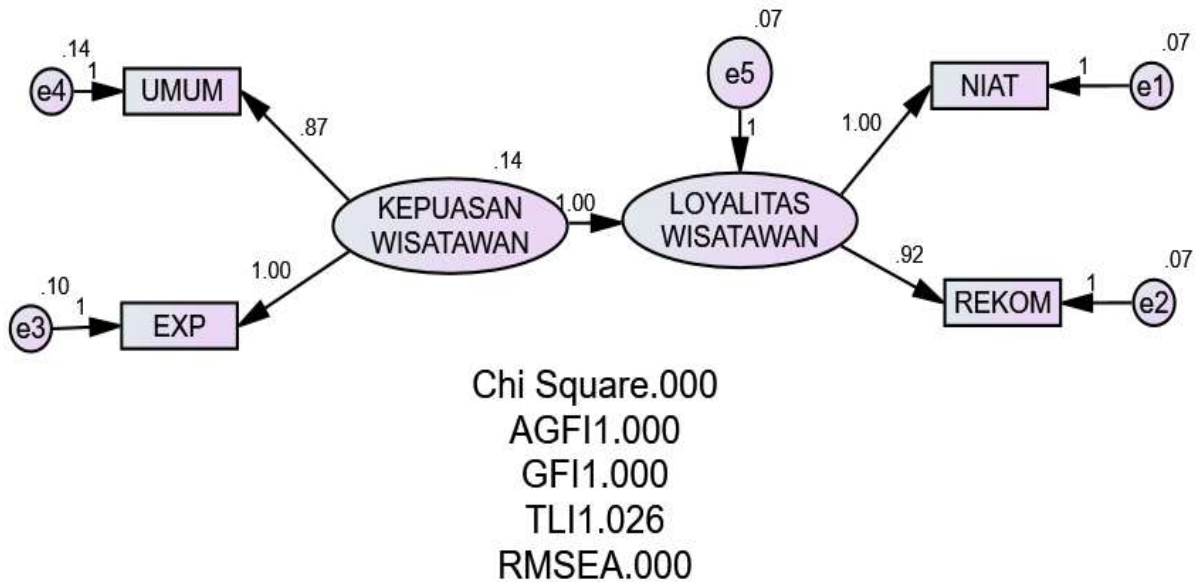 .07
.14
.07
e4
1
UMUM
e5
NIAT
1
e1
.87
1
1.00
.14
KEPUASAN
WISATAWAN
1.00
LOYALITAS
WISATAWAN
1.00
.92
.10
.07
e3
1
EXP
REKOM
1
e2
Chi Square.000
AGFI1.000
GFI1.000
TLI1.026
RMSEA.000